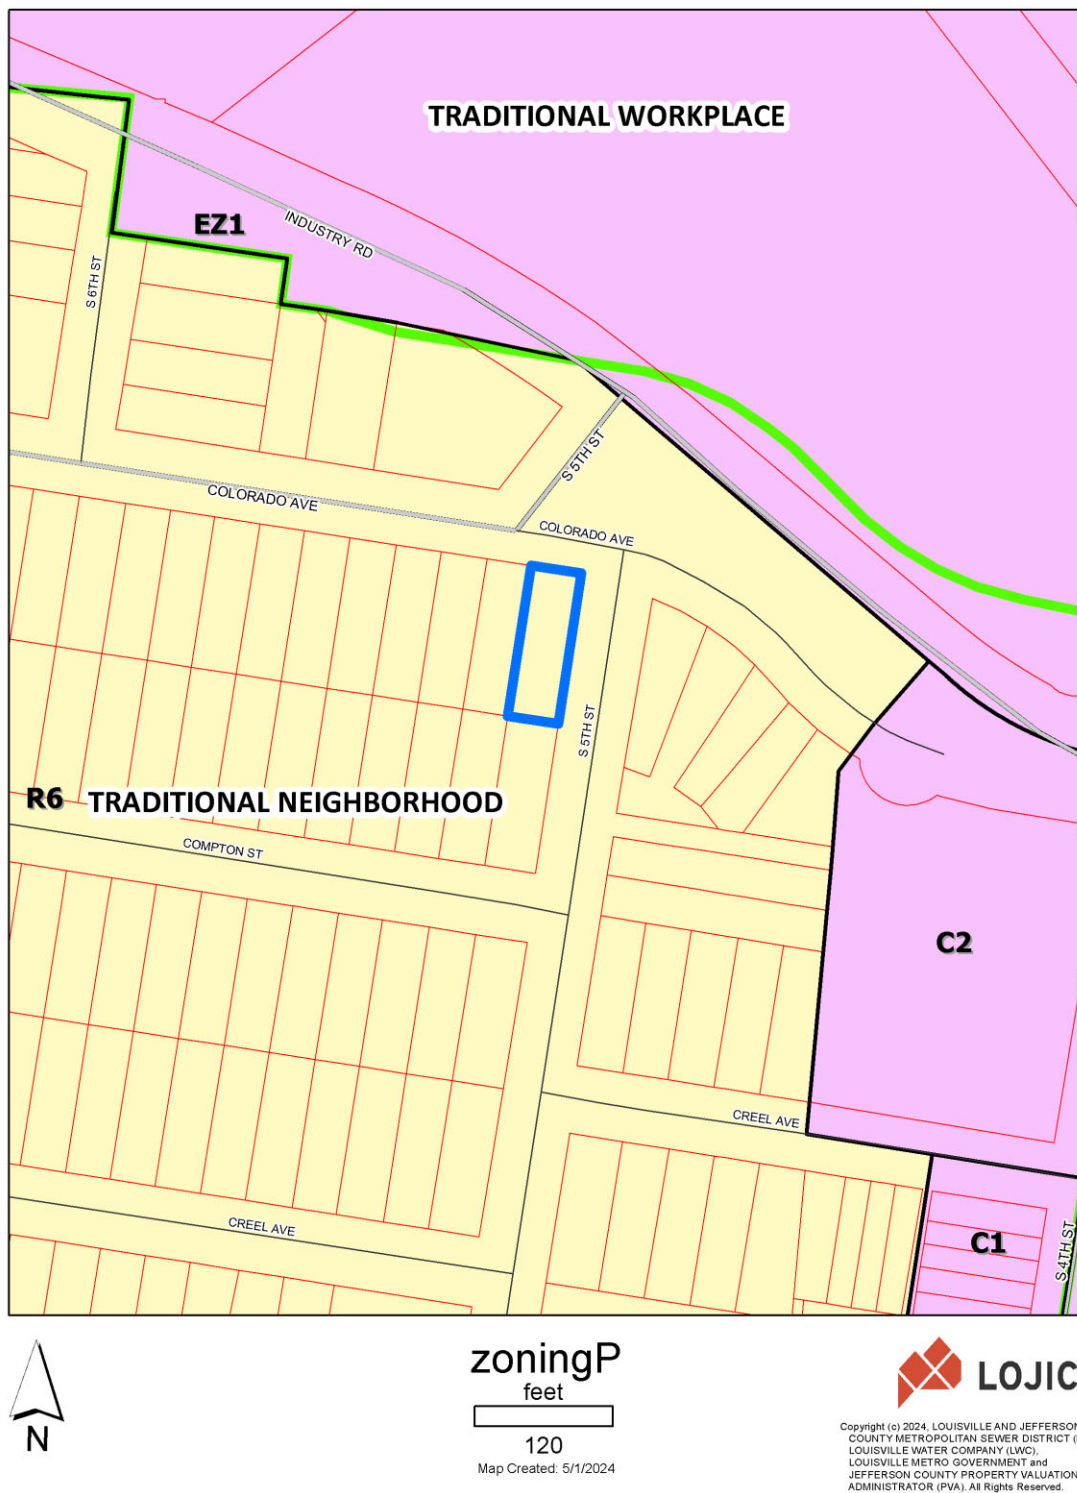 TRADITIONAL WORKPLACE
EZ1
INDUSTRY RD
S 6TH ST
S 5TH ST
COLORADO AVE
COLORADO AVE
S 5TH ST
R6
TRADITIONAL NEIGHBORHOOD
COMPTON ST
C2
CREEL AVE
CREEL AVE
C1
S 4TH ST
zoningP
feet
120
Map Created: 5/1/2024
N
LOJIC
Copyright (c) 2024, LOUISVILLE AND JEFFERSON
COUNTY METROPOLITAN SEWER DISTRICT (
LOUISVILLE WATER COMPANY (LWC),
LOUISVILLE METRO GOVERNMENT and
JEFFERSON COUNTY PROPERTY VALUATION
ADMINISTRATOR (PVA). All Rights Reserved.